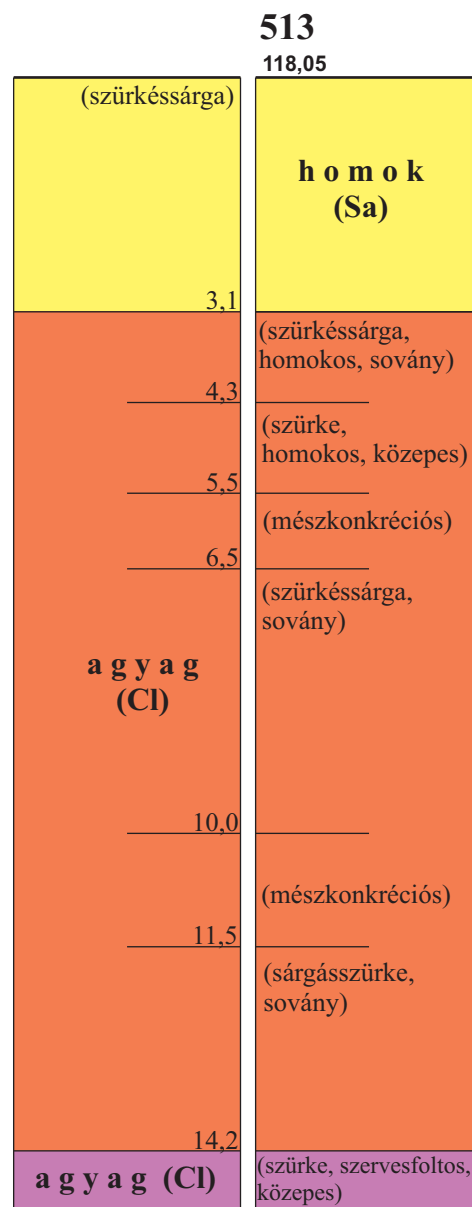 513
118,05
(szürkéssárga)
h o m o k
(Sa)
3,1
(szürkéssárga,
homokos, sovány)
4,3
(szürke,
homokos, közepes)
5,5
(mészkonkréciós)
6,5
(szürkéssárga,
sovány)
a g y a g
(Cl)
10,0
(mészkonkréciós)
11,5
(sárgásszürke,
sovány)
14,2
a g y a g (Cl)
(szürke, szervesfoltos,
közepes)